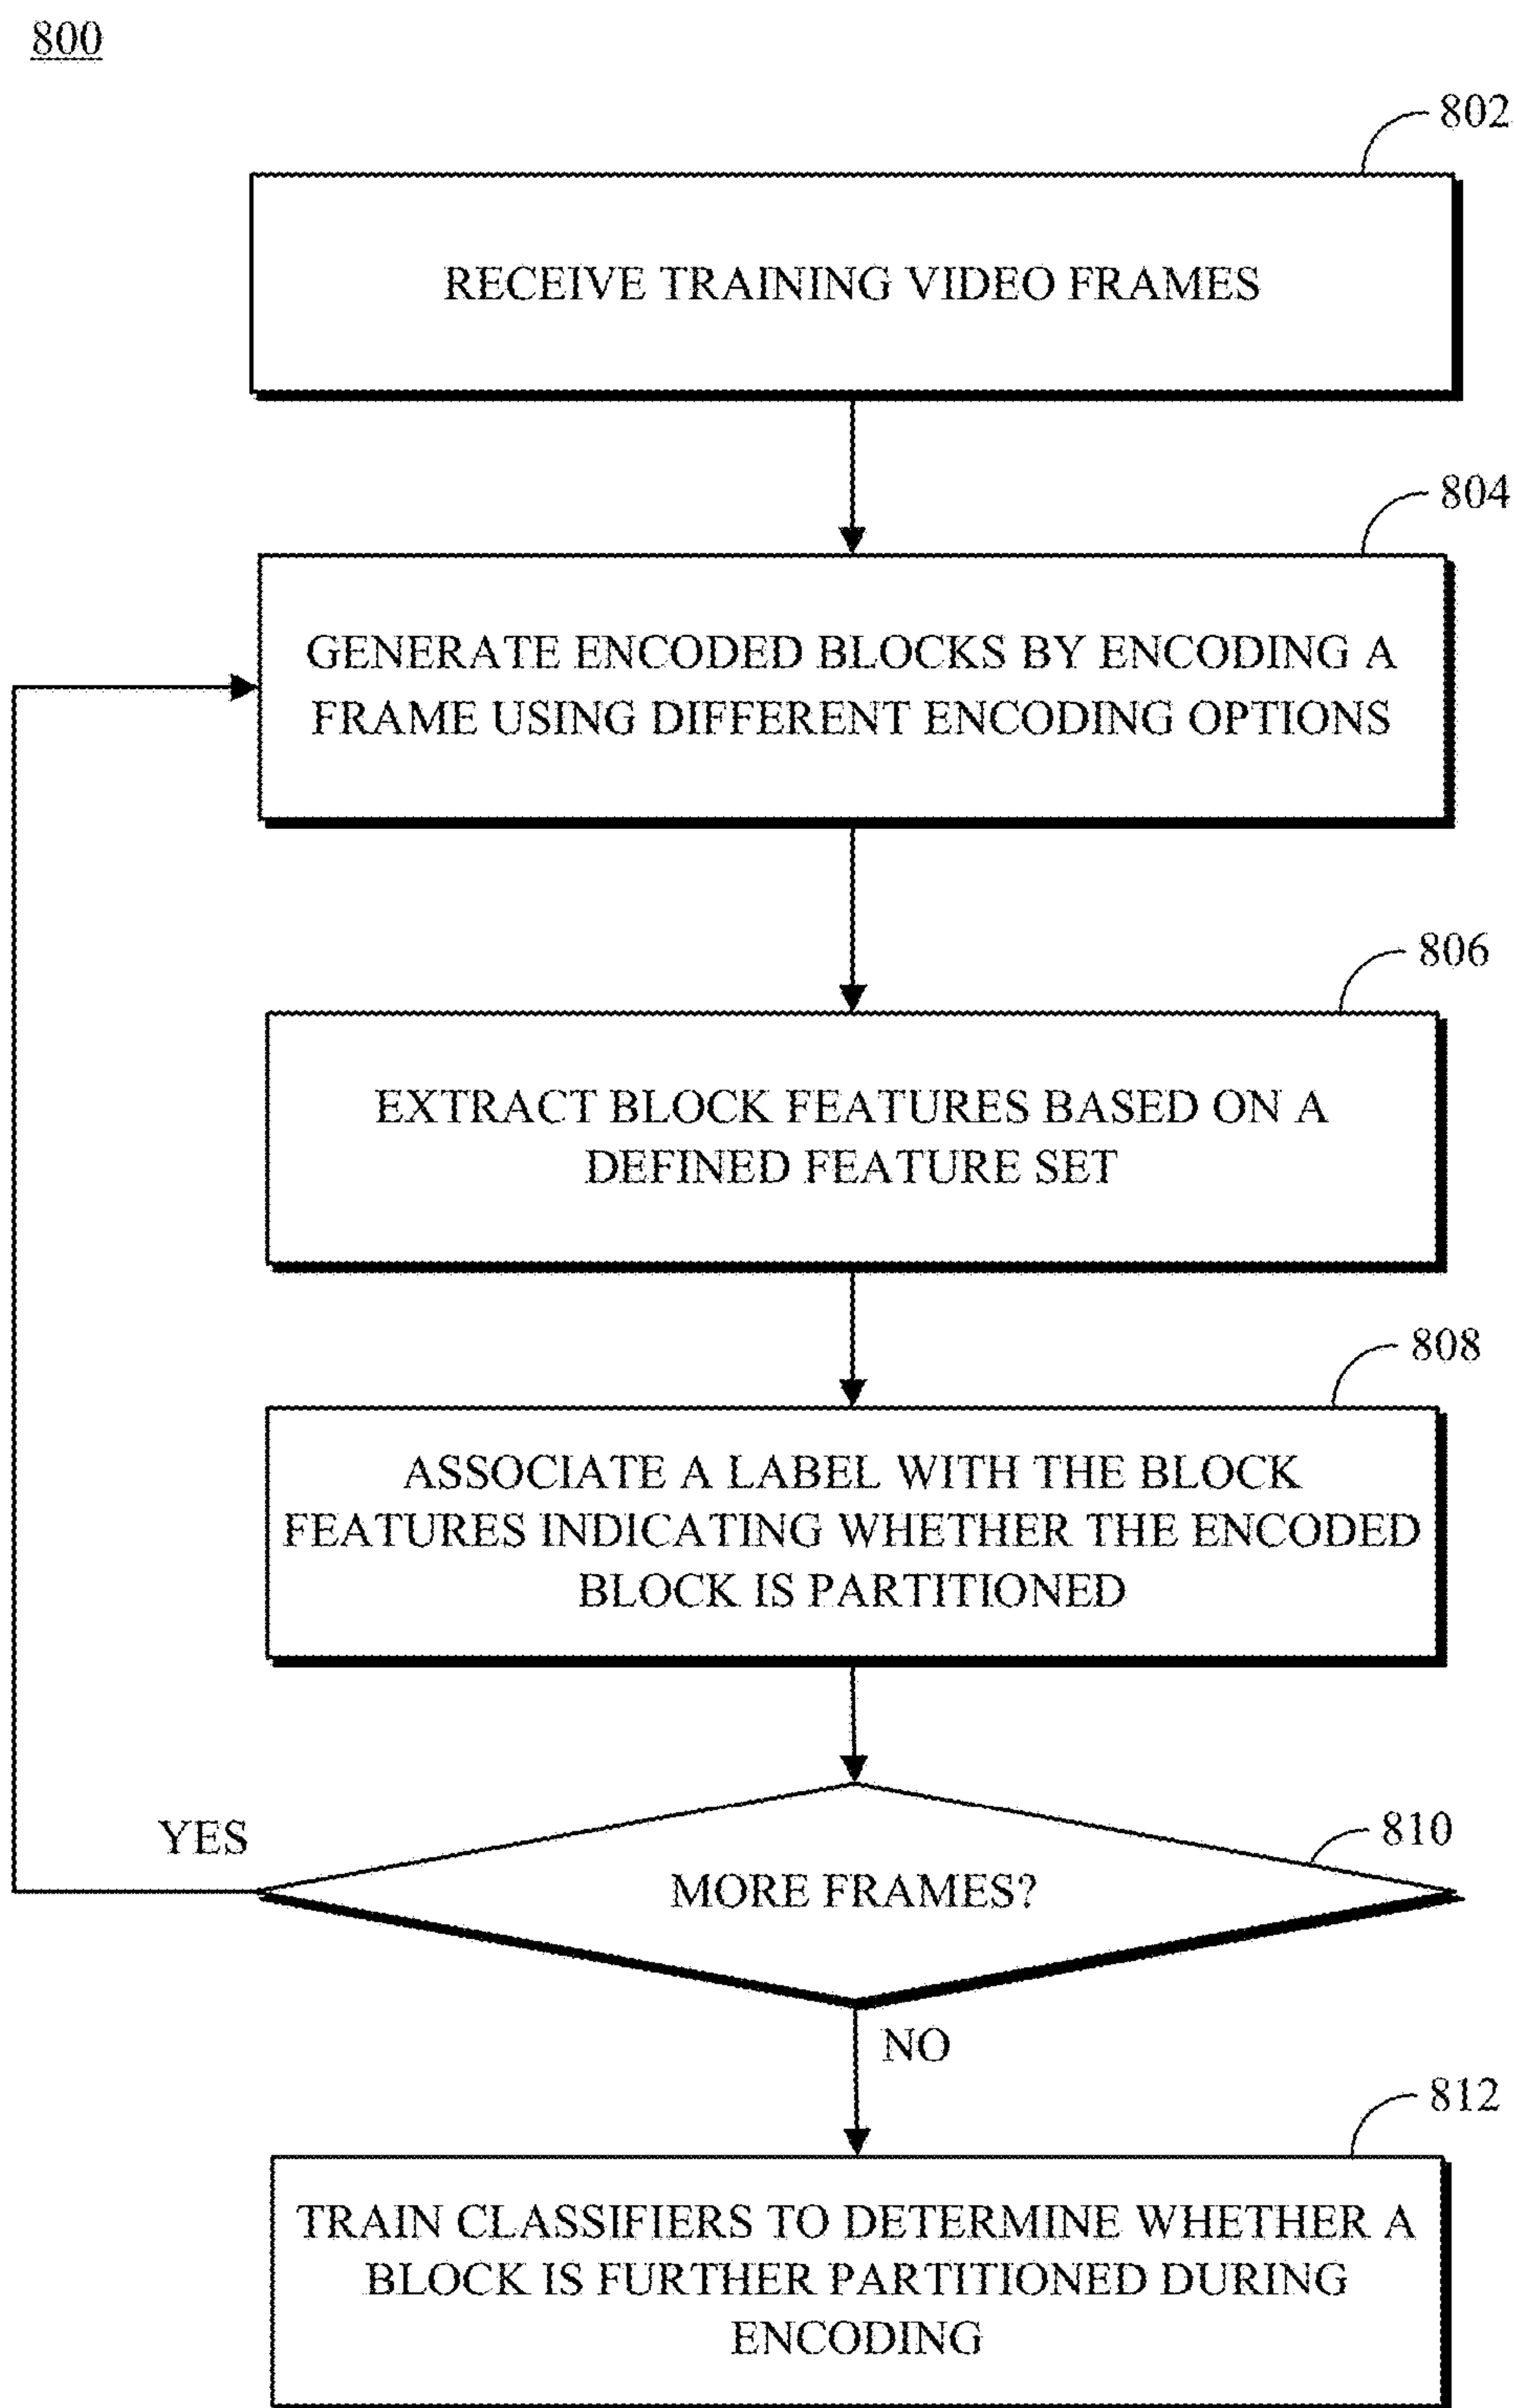 800
802
RECEIVE TRAINING VIDEO FRAMES
804
GENERATE ENCODED BLOCKS BY ENCODING A
FRAME USING DIFFERENT ENCODING OPTIONS
806
EXTRACT BLOCK FEATURES BASED ON A
DEFINED FEATURE SET
808
ASSOCIATE A LABEL WITH THE BLOCK
FEATURES INDICATING WHETHER THE ENCODED
BLOCK IS PARTITIONED
YES
810
MORE FRAMES?
NO
812
TRAIN CLASSIFIERS TO DETERMINE WHETHER A
BLOCK IS FURTHER PARTITIONED DURING
ENCODING